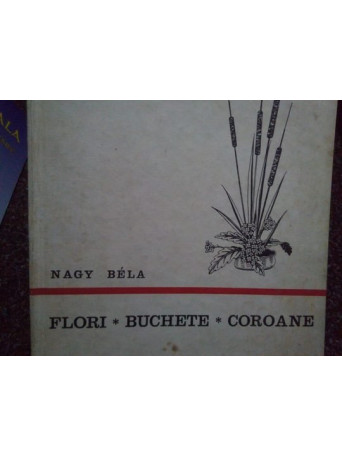 NAGY BÉLA
FLORI * BUCHETE * COROANE